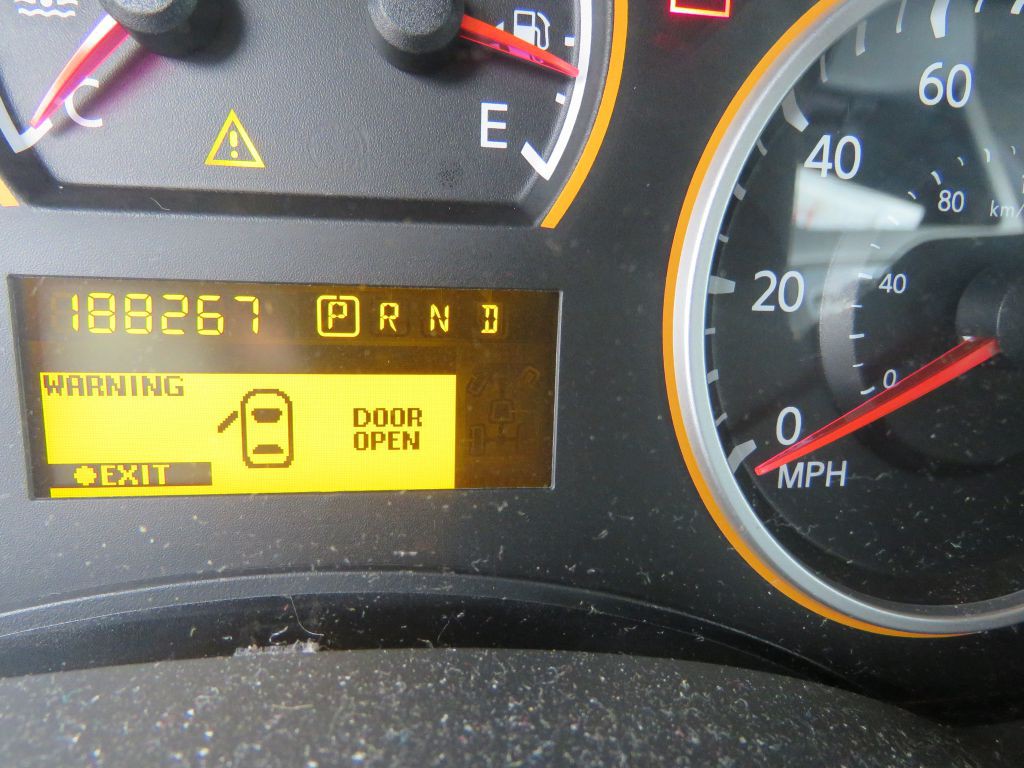 C
E
60
40
80
km/
20
40
0
0
MPH
188267 P R N D
WARNING
DOOR
OPEN
EXIT